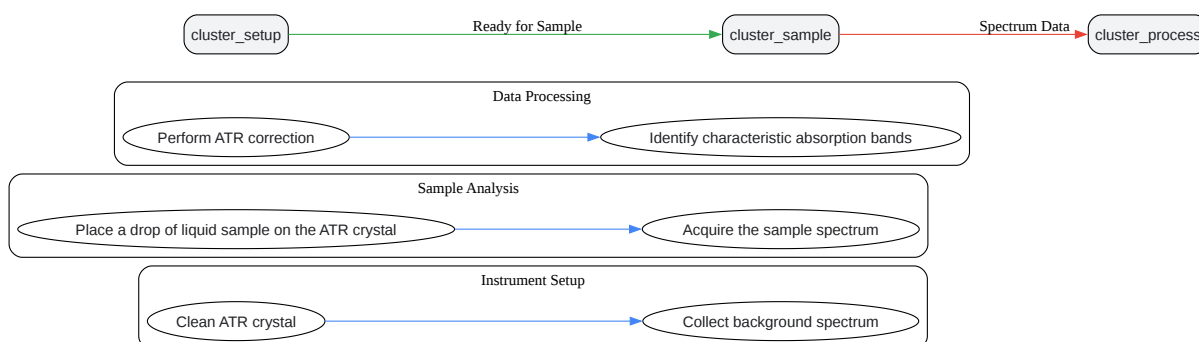 cluster_setup
Ready for Sample
cluster_sample
Spectrum Data
cluster_process
Data Processing
Perform ATR correction
Identify characteristic absorption bands
Sample Analysis
Place a drop of liquid sample on the ATR crystal
Acquire the sample spectrum
Instrument Setup
Clean ATR crystal
Collect background spectrum